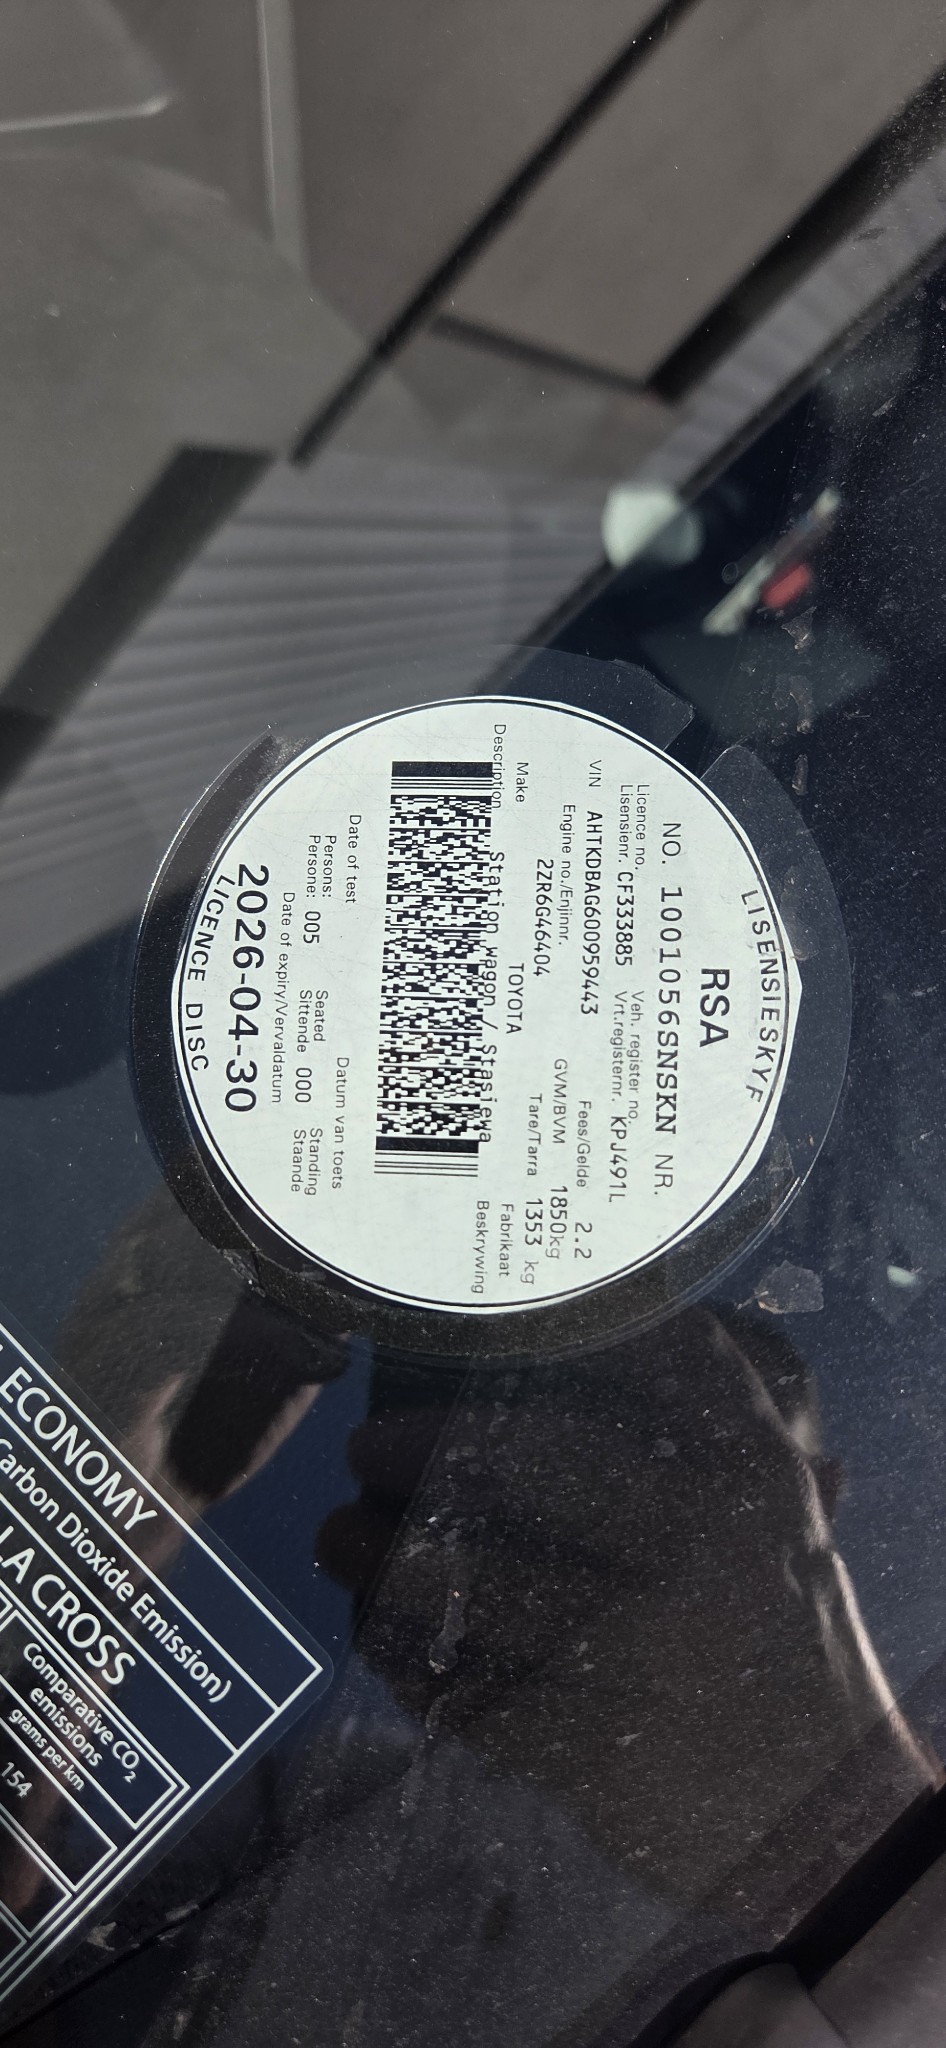 LISENSIESKYF
RSA
NO. 1001056SNSKN NR.
Licence no. Veh. register no.
Lisensienr. CF333885 Vrt.registernr. KPJ491L
VIN AHTKDBAG600959443 Fees/Gelde 2.2
Engine no./Enjinnr. GVM/BVM 1850kg
2ZR6G46404 Tare/Tarra 1353 kg
Make TOYOTA Fabrikaat
Description Station wagon / Stasiewa Beskrywing
Date of test Datum van toets
Persons: Seated Standing
Persone: 005 Sittende 000 Staande
Date of expiry/Vervaldatum
2026-04-30
LICENCE DISC
ECONOMY
Carbon Dioxide Emission)
LA CROSS
Comparative CO2
emissions
grams per km
154